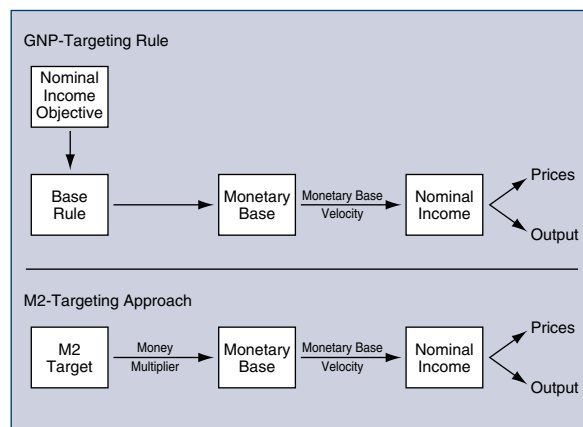 GNP-Targeting Rule
Nominal
Income
Objective
Base
Rule
Monetary
Base
Monetary Base
Velocity
Nominal
Income
Prices
Output
M2-Targeting Approach
M2
Target
Money
Multiplier
Monetary
Base
Monetary Base
Velocity
Nominal
Income
Prices
Output